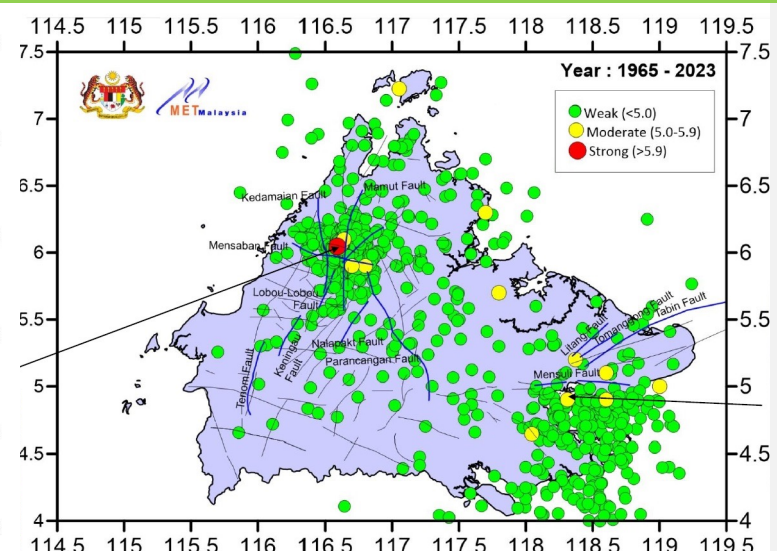 114.5 115 115.5 116 116.5 117 117.5 118 118.5 119 119.5
7.5
7.5
7
7
6.5
6.5
6
6
5.5
5.5
5
5
4.5
4.5
4
4
114.5 115 115.5 116 116.5 117 117.5 118 118.5 119 119.5
METMalaysia
Year : 1965 - 2023
Weak (<5.0)
Moderate (5.0-5.9)
Strong (>5.9)
Kedamaian Fault
Mamut Fault
Mensaban Fault
Lobou-Lobou
Fault
Nalapakt Fault
Parancangan Fault
Keningau
Fault
Tenom Fault
Litang Fault
Tomanggong Fault
Tabin Fault
Mensuli Fault